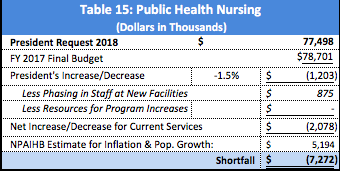 Table 15: Public Health Nursing
(Dollars in Thousands)
President Request 2018 $ 77,498
FY 2017 Final Budget $78,701
President's Increase/Decrease -1.5% $ (1,203)
Less Phasing in Staff at New Facilities $ 875
Less Resources for Program Increases $ -
Net Increase/Decrease for Current Services $ (2,078)
NPAIHB Estimate for Inflation & Pop. Growth: $ 5,194
Shortfall $ (7,272)